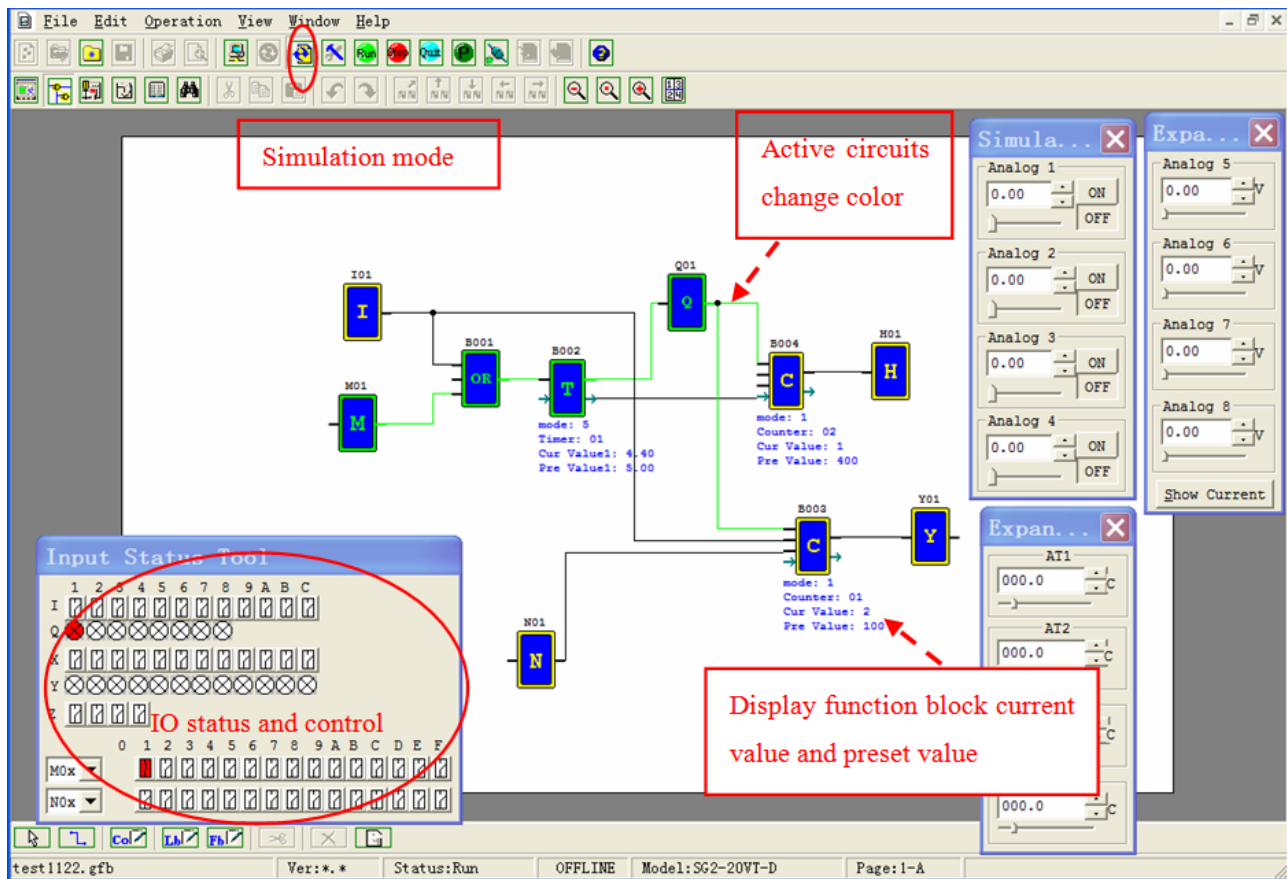 File Edit Operation View Window Help
Run Stop Quit P
Simulation mode
Active circuits
change color
I01
I
M01
M
B001
OR
B002
T
mode: 5
Timer: 01
Cur Value1: 4.40
Pre Value1: 5.00
Q01
Q
B004
C
mode: 1
Counter: 02
Cur Value: 1
Pre Value: 400
H01
H
B003
C
mode: 1
Counter: 01
Cur Value: 2
Pre Value: 100
Y01
Y
N01
N
Display function block current
value and preset value
Simula...
Analog 1
0.00 ON
OFF
Analog 2
0.00 ON
OFF
Analog 3
0.00 ON
OFF
Analog 4
0.00 ON
OFF
Expa...
Analog 5
0.00 V
Analog 6
0.00 V
Analog 7
0.00 V
Analog 8
0.00 V
Show Current
Expan...
AT1
000.0 C
AT2
000.0 C
C
000.0 C
Input Status Tool
1 2 3 4 5 6 7 8 9 A B C
I
Q
X
Y
Z
IO status and control
0 1 2 3 4 5 6 7 8 9 A B C D E F
M0x
N0x
Co Lb Fb
test1122.gfb Ver:*.* Status:Run OFFLINE Model:SG2-20VT-D Page:1-A